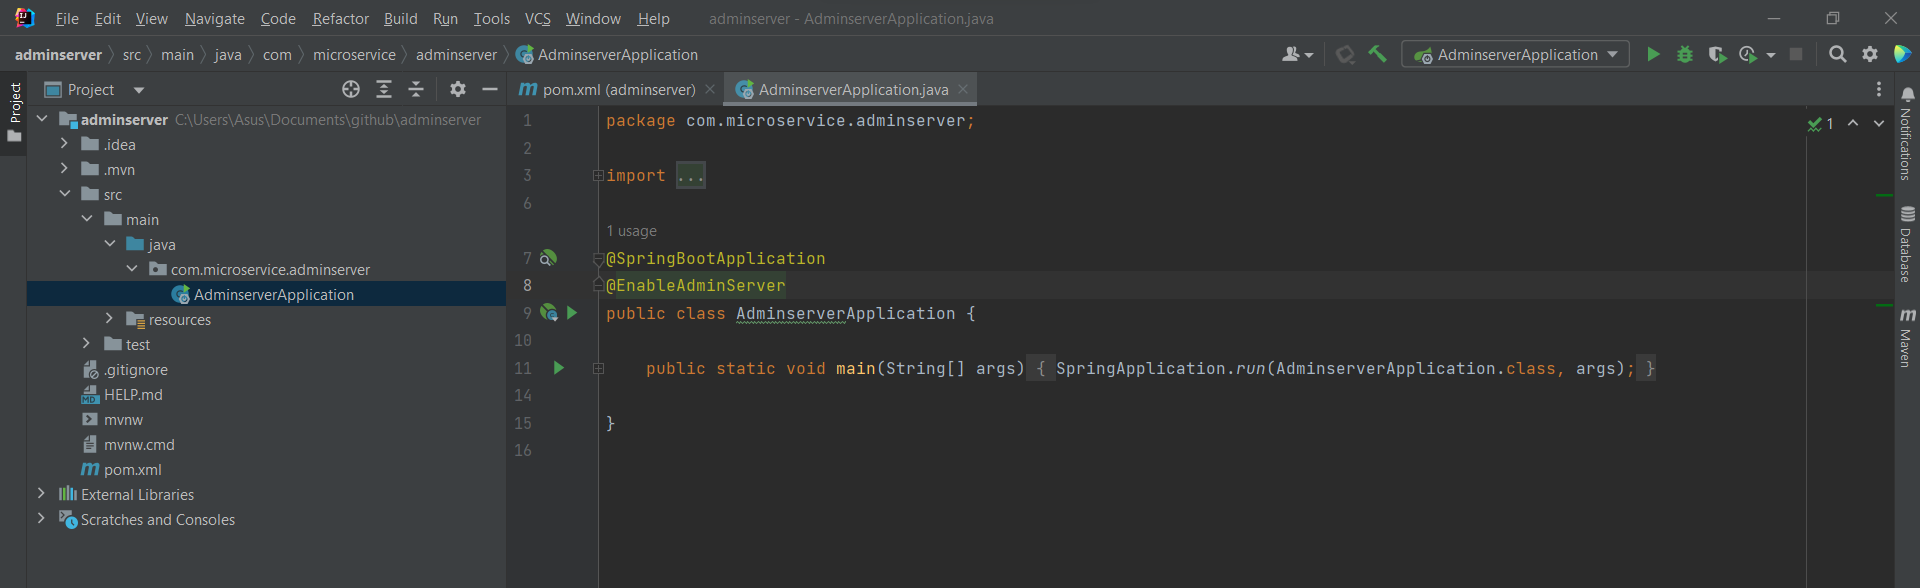 File Edit View Navigate Code Refactor Build Run Tools VCS Window Help adminserver - AdminserverApplication.java
adminserver src main java com microservice adminserver AdminserverApplication AdminserverApplication
Project
Project
pom.xml (adminserver) AdminserverApplication.java
adminserver C:\Users\Asus\Documents\github\adminserver
.idea
.mvn
src
main
java
com.microservice.adminserver
AdminserverApplication
resources
test
.gitignore
HELP.md
mvnw
mvnw.cmd
pom.xml
External Libraries
Scratches and Consoles
1 package com.microservice.adminserver;
2
3 import ...
6
1 usage
7 @SpringBootApplication
8 @EnableAdminServer
9 public class AdminserverApplication {
10
11 public static void main(String[] args) { SpringApplication.run(AdminserverApplication.class, args); }
14
15 }
16
1
Notifications
Database
Maven